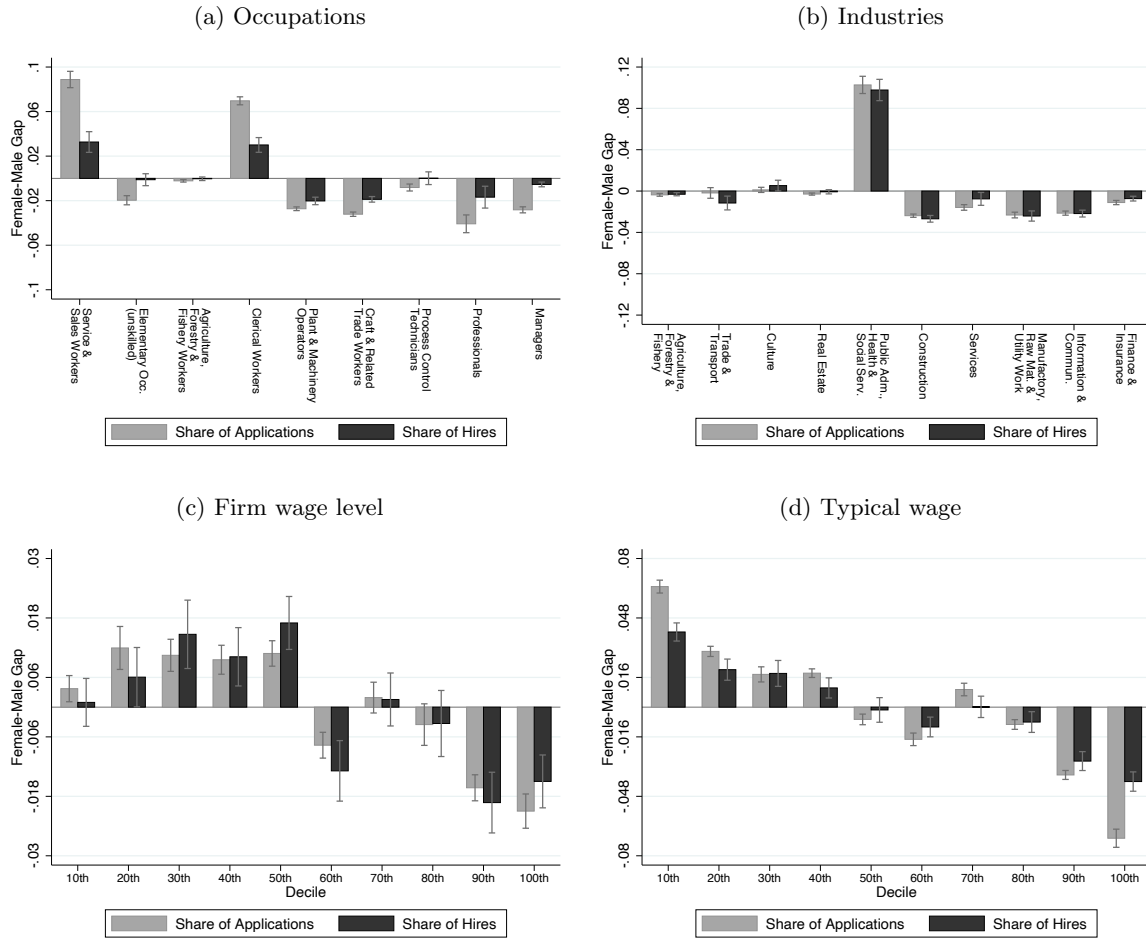 (a) Occupations
Female-Male Gap
.1
.06
.02
-.02
-.06
-.1
Service &
Sales Workers
Elementary Occ.
(unskilled)
Agriculture,
Forestry &
Fishery Workers
Clerical Workers
Plant & Machinery
Operators
Craft & Related
Trade Workers
Process Control
Technicians
Professionals
Managers
Share of Applications
Share of Hires
(b) Industries
Female-Male Gap
.12
.08
.04
0
-.04
-.08
-.12
Agriculture,
Forestry &
Fishery
Trade &
Transport
Culture
Real Estate
Public Adm.,
Health &
Social Serv.
Construction
Services
Manufactory,
Raw Mat. &
Utility Work
Information &
Commun.
Finance &
Insurance
Share of Applications
Share of Hires
(c) Firm wage level
Female-Male Gap
.03
.018
.006
-.006
-.018
-.03
10th
20th
30th
40th
50th
60th
70th
80th
90th
100th
Decile
Share of Applications
Share of Hires
(d) Typical wage
Female-Male Gap
.08
.048
.016
-.016
-.048
-.08
10th
20th
30th
40th
50th
60th
70th
80th
90th
100th
Decile
Share of Applications
Share of Hires